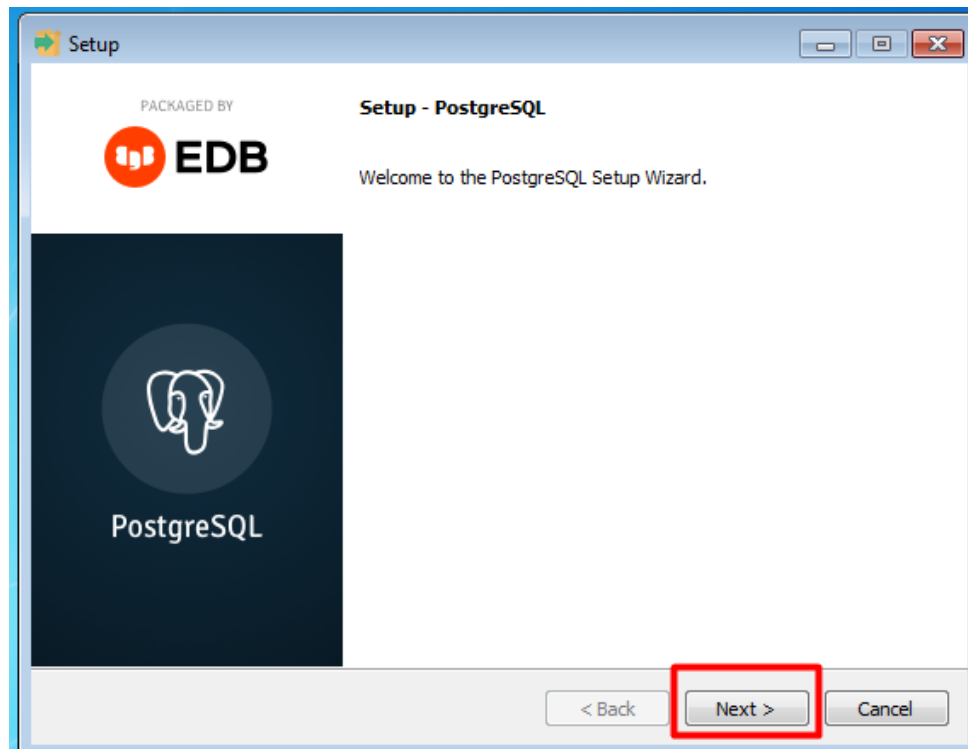 Setup
PACKAGED BY
EDB
Setup - PostgreSQL
Welcome to the PostgreSQL Setup Wizard.
PostgreSQL
< Back
Next >
Cancel